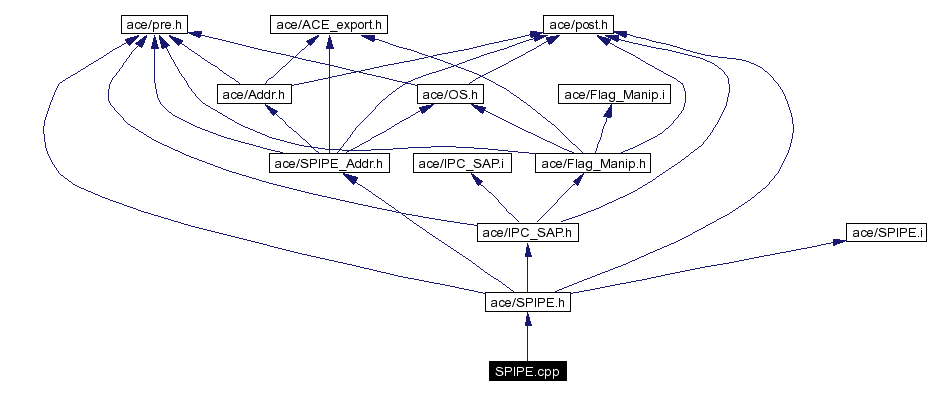 ace/pre.h
ace/ACE_export.h
ace/post.h
ace/Addr.h
ace/OS.h
ace/Flag_Manip.i
ace/SPIPE_Addr.h
ace/IPC_SAP.i
ace/Flag_Manip.h
ace/IPC_SAP.h
ace/SPIPE.i
ace/SPIPE.h
SPIPE.cpp